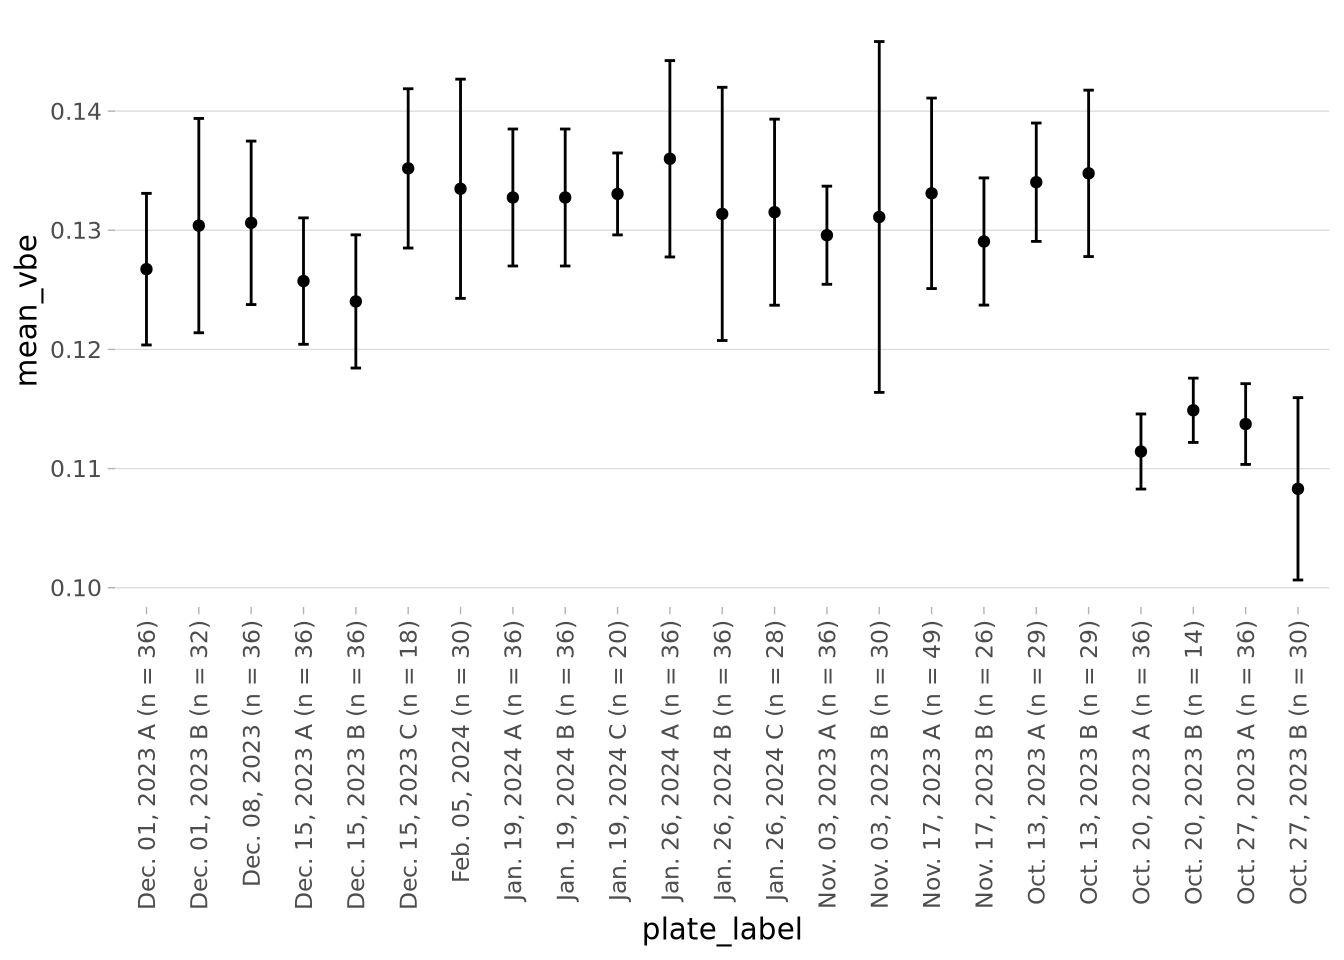 mean_vbe
0.14
0.13
0.12
0.11
0.10
Dec. 01, 2023 A (n = 36)
Dec. 01, 2023 B (n = 32)
Dec. 08, 2023 (n = 36)
Dec. 15, 2023 A (n = 36)
Dec. 15, 2023 B (n = 36)
Dec. 15, 2023 C (n = 18)
Feb. 05, 2024 (n = 30)
Jan. 19, 2024 A (n = 36)
Jan. 19, 2024 B (n = 36)
Jan. 19, 2024 C (n = 20)
Jan. 26, 2024 A (n = 36)
Jan. 26, 2024 B (n = 36)
Jan. 26, 2024 C (n = 28)
Nov. 03, 2023 A (n = 36)
Nov. 03, 2023 B (n = 30)
Nov. 17, 2023 A (n = 49)
Nov. 17, 2023 B (n = 26)
Oct. 13, 2023 A (n = 29)
Oct. 13, 2023 B (n = 29)
Oct. 20, 2023 A (n = 36)
Oct. 20, 2023 B (n = 14)
Oct. 27, 2023 A (n = 36)
Oct. 27, 2023 B (n = 30)
plate_label